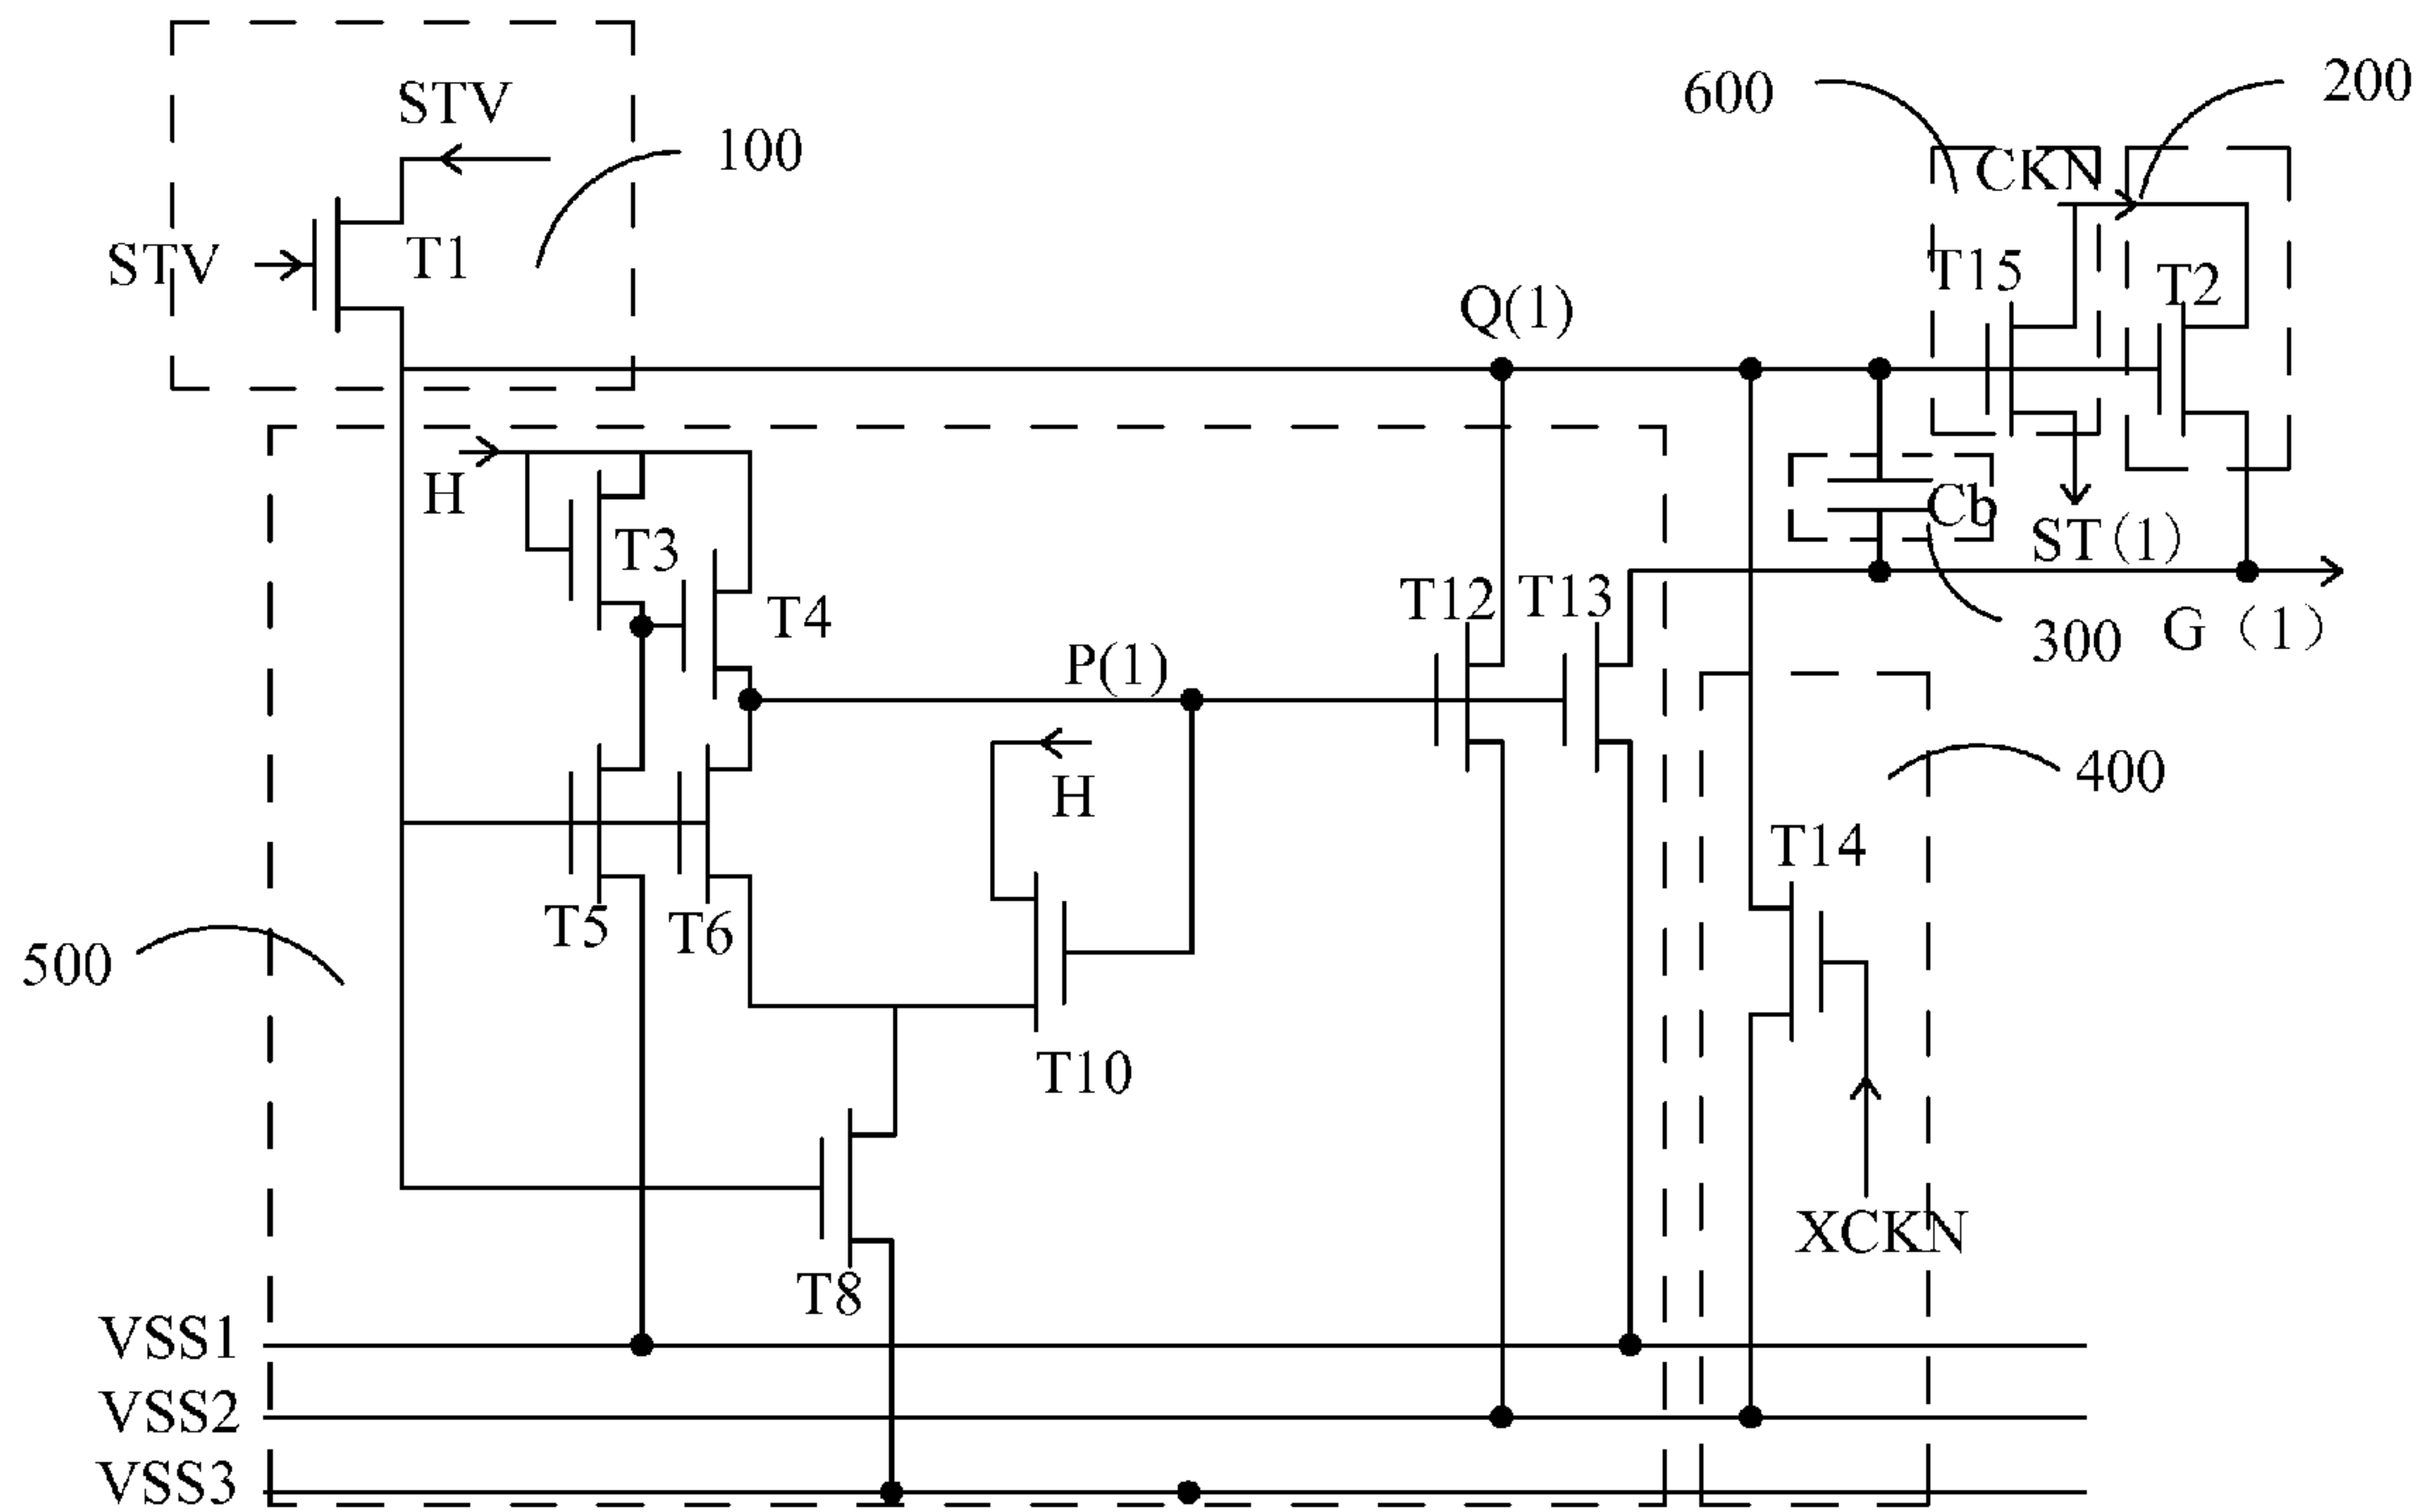 STV
100
600
200
CKN
STV
T1
T15
T2
Q(1)
H
T3
Cb
ST(1)
T4
T12
T13
P(1)
300
G (1)
H
400
T14
T5
T6
500
T10
XCKN
T8
VSS1
VSS2
VSS3